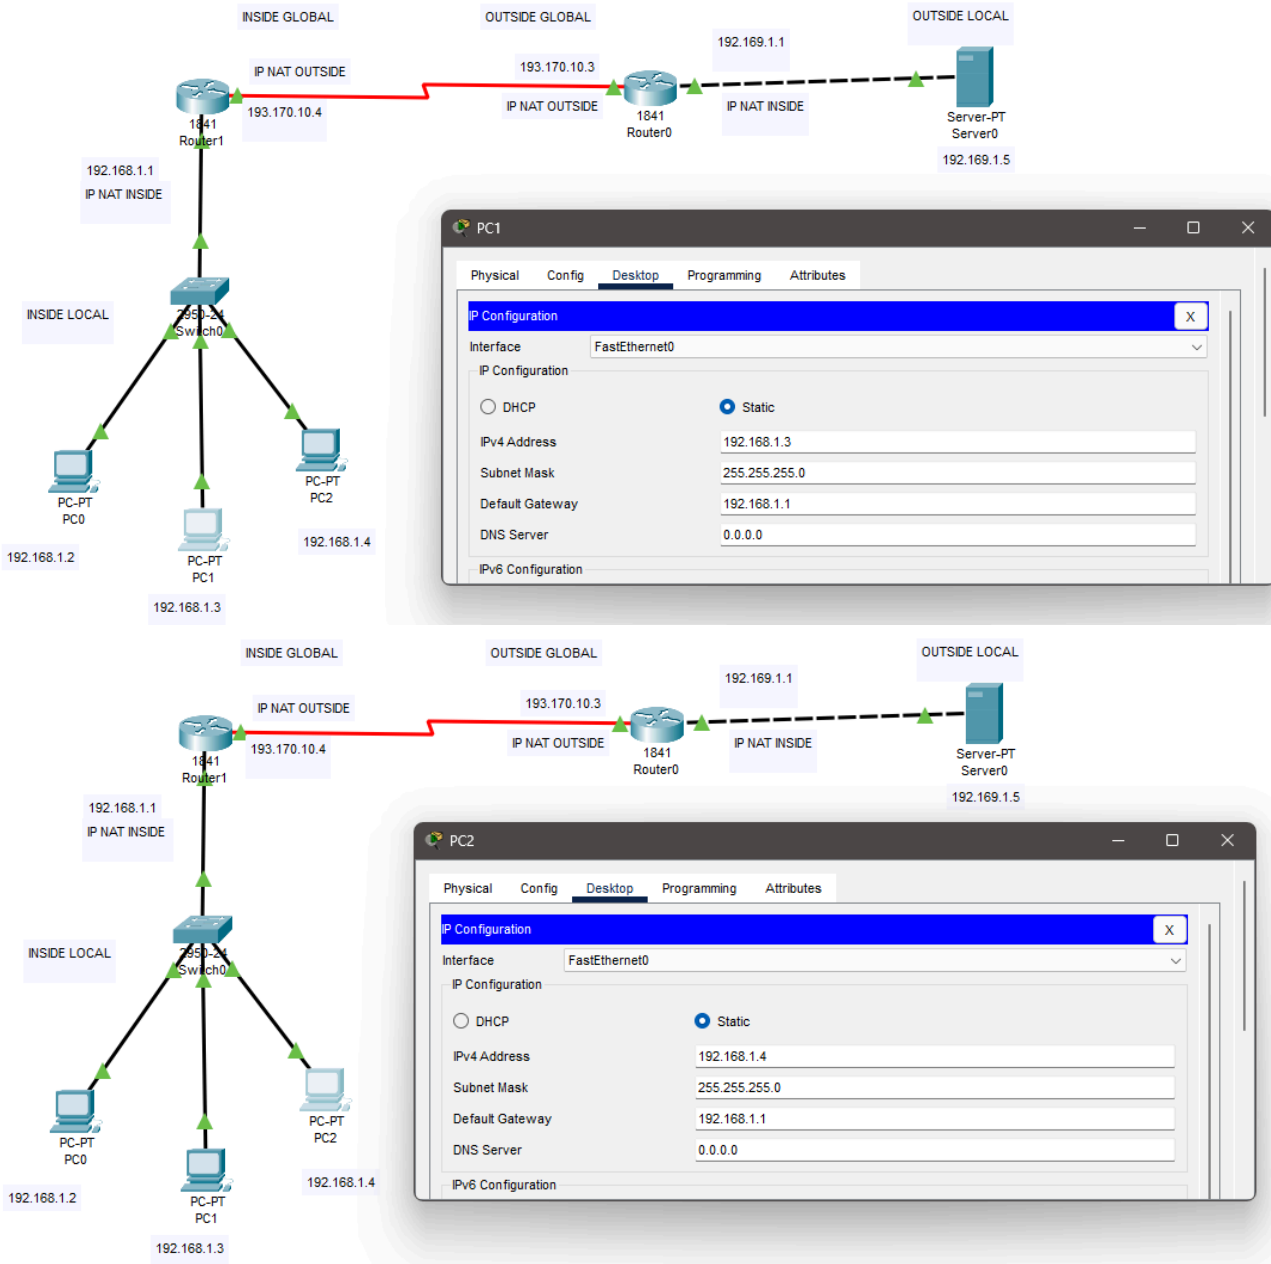 INSIDE GLOBAL
OUTSIDE GLOBAL
OUTSIDE LOCAL
192.169.1.1
IP NAT OUTSIDE
193.170.10.3
193.170.10.4
IP NAT OUTSIDE
IP NAT INSIDE
1841
Router1
1841
Router0
Server-PT
Server0
192.169.1.5
192.168.1.1
IP NAT INSIDE
INSIDE LOCAL
2950-24
Switch0
PC-PT
PC0
192.168.1.2
PC-PT
PC1
192.168.1.3
PC-PT
PC2
192.168.1.4
PC1
Physical Config Desktop Programming Attributes
IP Configuration X
Interface FastEthernet0
IP Configuration
DHCP Static
IPv4 Address 192.168.1.3
Subnet Mask 255.255.255.0
Default Gateway 192.168.1.1
DNS Server 0.0.0.0
IPv6 Configuration
INSIDE GLOBAL
OUTSIDE GLOBAL
OUTSIDE LOCAL
192.169.1.1
IP NAT OUTSIDE
193.170.10.3
193.170.10.4
IP NAT OUTSIDE
IP NAT INSIDE
1841
Router1
1841
Router0
Server-PT
Server0
192.169.1.5
192.168.1.1
IP NAT INSIDE
INSIDE LOCAL
2950-24
Switch0
PC-PT
PC0
192.168.1.2
PC-PT
PC1
192.168.1.3
PC-PT
PC2
192.168.1.4
PC2
Physical Config Desktop Programming Attributes
IP Configuration X
Interface FastEthernet0
IP Configuration
DHCP Static
IPv4 Address 192.168.1.4
Subnet Mask 255.255.255.0
Default Gateway 192.168.1.1
DNS Server 0.0.0.0
IPv6 Configuration